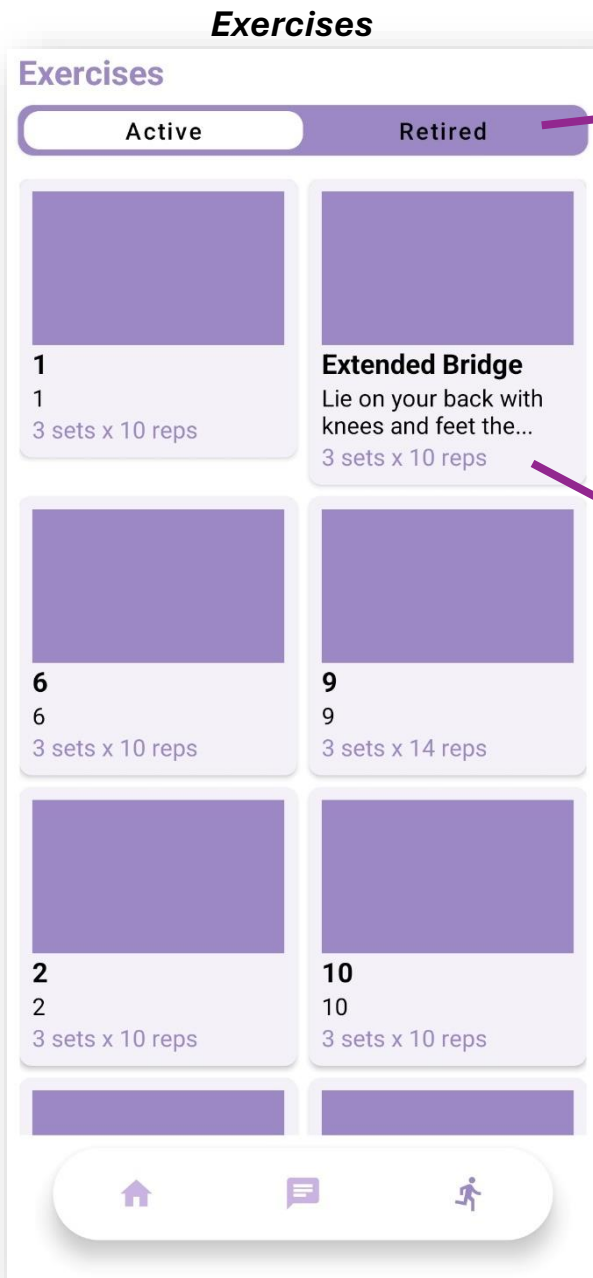 Exercises
Exercises
Active
Retired
1
1
3 sets x 10 reps
Extended Bridge
Lie on your back with
knees and feet the...
3 sets x 10 reps
6
6
3 sets x 10 reps
9
9
3 sets x 14 reps
2
2
3 sets x 10 reps
10
10
3 sets x 10 reps